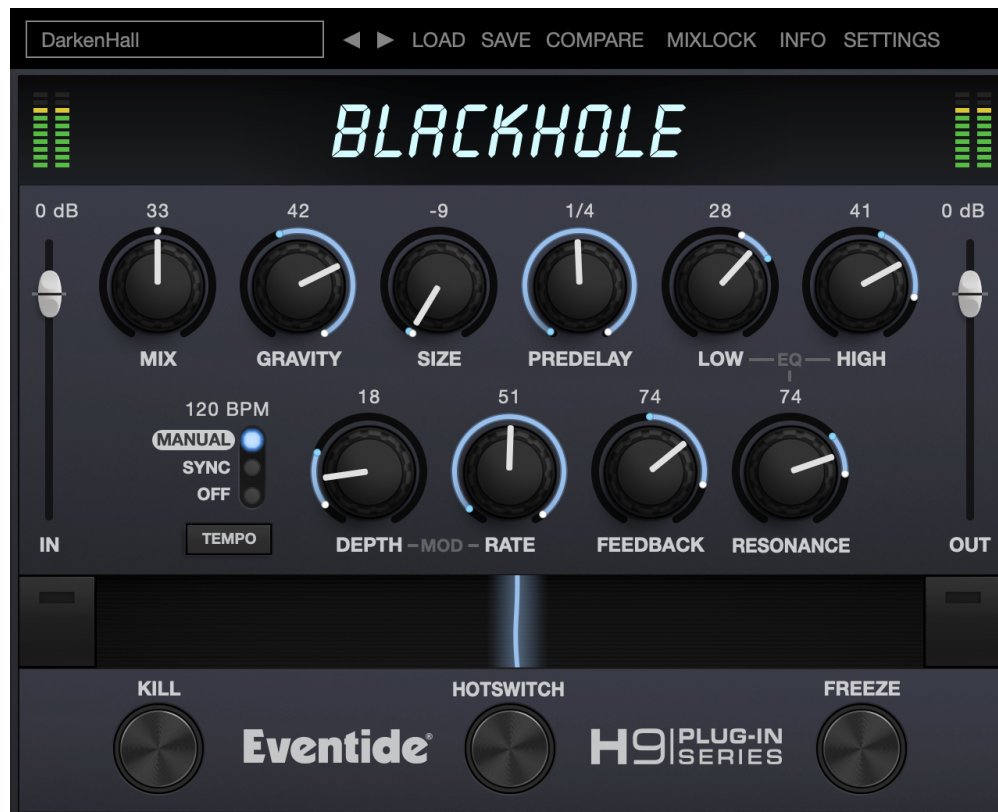 DarkenHall LOAD SAVE COMPARE MIXLOCK INFO SETTINGS
BLACKHOLE
0 dB 33 42 -9 1/4 28 41 0 dB
MIX GRAVITY SIZE PREDELAY LOW EQ HIGH
120 BPM 18 51 74 74
MANUAL
SYNC
OFF
TEMPO
IN DEPTH MOD RATE FEEDBACK RESONANCE OUT
KILL HOTSWITCH FREEZE
Eventide® H9 PLUG-IN SERIES